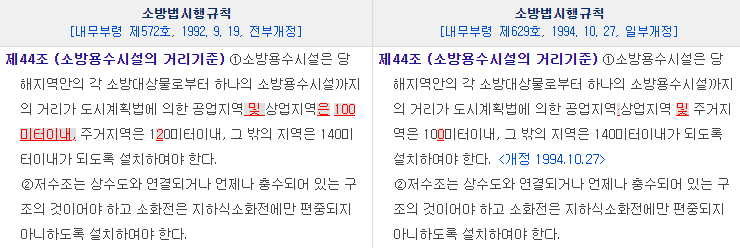 소방법시행규칙
[내무부령 제572호, 1992, 9, 19, 전부개정]
제44조 (소방용수시설의 거리기준) ①소방용수시설은 당
해지역안의 각 소방대상물로부터 하나의 소방용수시설까지
의 거리가 도시계획법에 의한 공업지역 및 상업지역은 100
미터이내, 주거지역은 120미터이내, 그 밖의 지역은 140미
터이내가 되도록 설치하여야 한다.
②저수조는 상수도와 연결되거나 언제나 충수되어 있는 구
조의 것이어야 하고 소화전은 지하식소화전에만 편중되지
아니하도록 설치하여야 한다.
소방법시행규칙
[내무부령 제629호, 1994, 10, 27, 일부개정]
제44조 (소방용수시설의 거리기준) ①소방용수시설은 당
해지역안의 각 소방대상물로부터 하나의 소방용수시설까지
의 거리가 도시계획법에 의한 공업지역,상업지역 및 주거지
역은 100미터이내, 그 밖의 지역은 140미터이내가 되도록
설치하여야 한다. <개정 1994.10.27>
②저수조는 상수도와 연결되거나 언제나 충수되어 있는 구
조의 것이어야 하고 소화전은 지하식소화전에만 편중되지
아니하도록 설치하여야 한다.